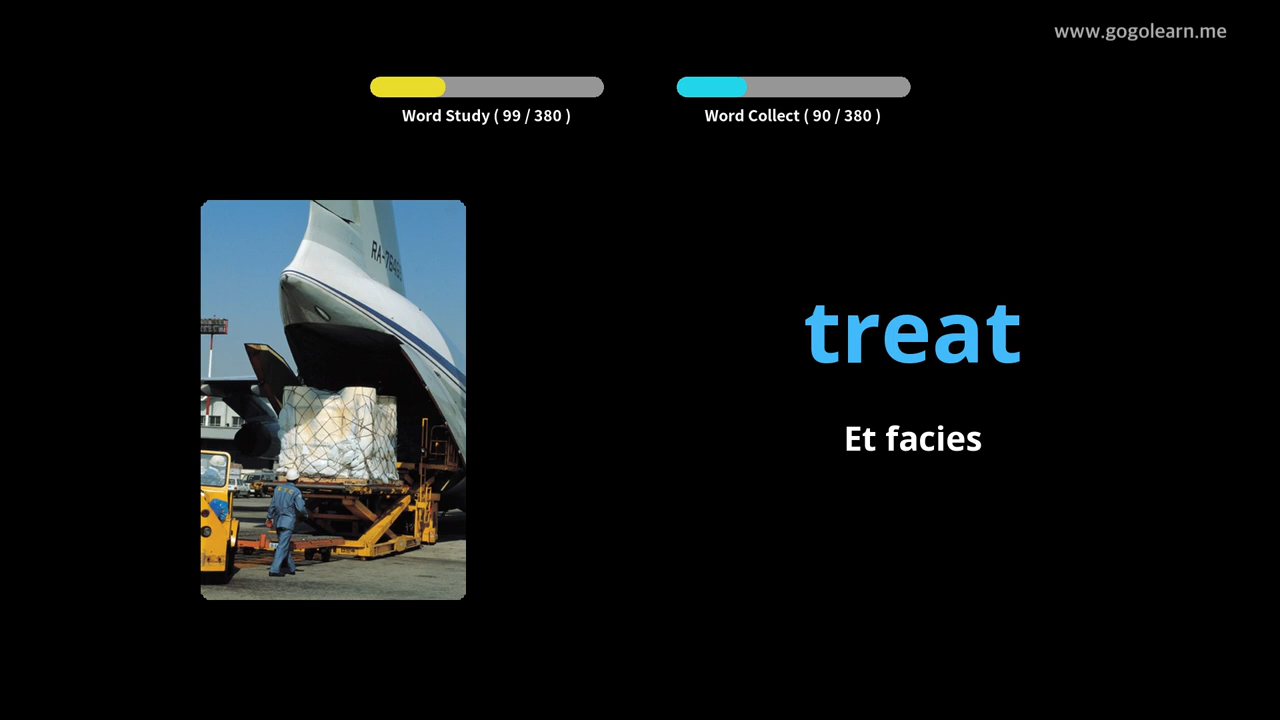 www.gogolearn.me
Word Study ( 99 / 380 )
Word Collect ( 90 / 380 )
treat
Et facies